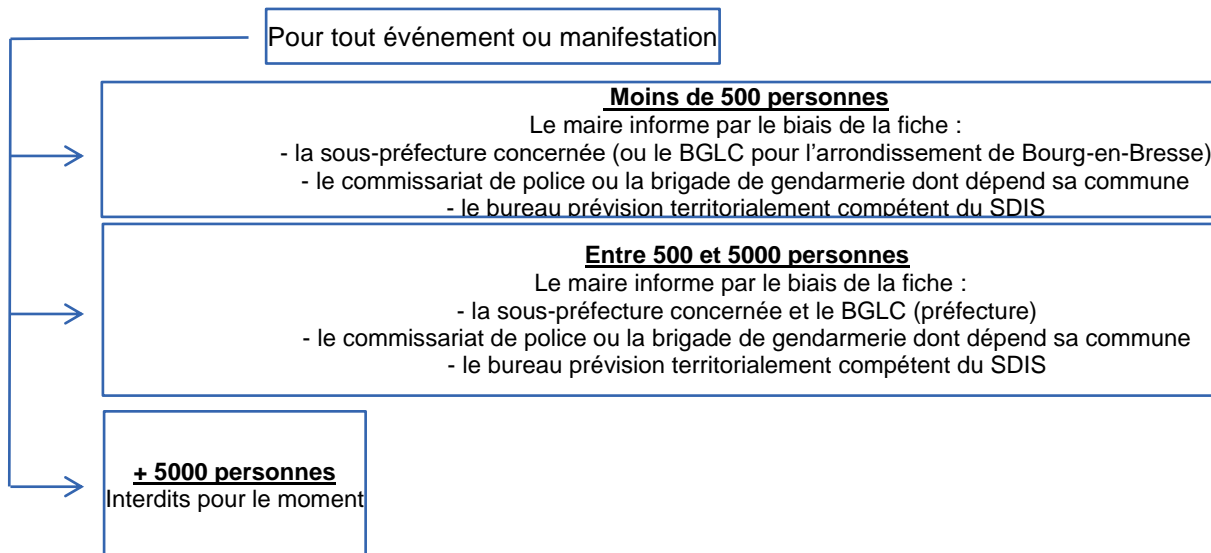 Pour tout événement ou manifestation
Moins de 500 personnes
Le maire informe par le biais de la fiche :
- la sous-préfecture concernée (ou le BGLC pour l'arrondissement de Bourg-en-Bresse)
- le commissariat de police ou la brigade de gendarmerie dont dépend sa commune
- le bureau prévision territorialement compétent du SDIS
Entre 500 et 5000 personnes
Le maire informe par le biais de la fiche :
- la sous-préfecture concernée et le BGLC (préfecture)
- le commissariat de police ou la brigade de gendarmerie dont dépend sa commune
- le bureau prévision territorialement compétent du SDIS
+ 5000 personnes
Interdits pour le moment